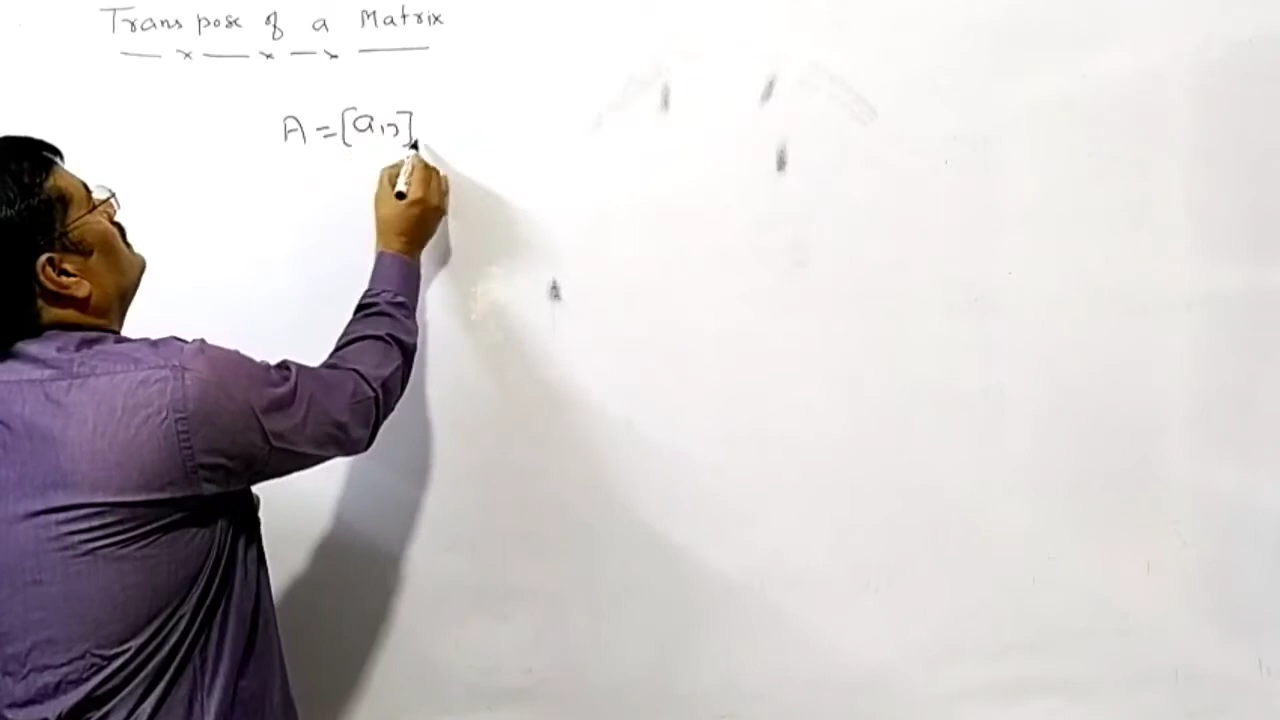 Transpose of a Matrix
A = [aij]